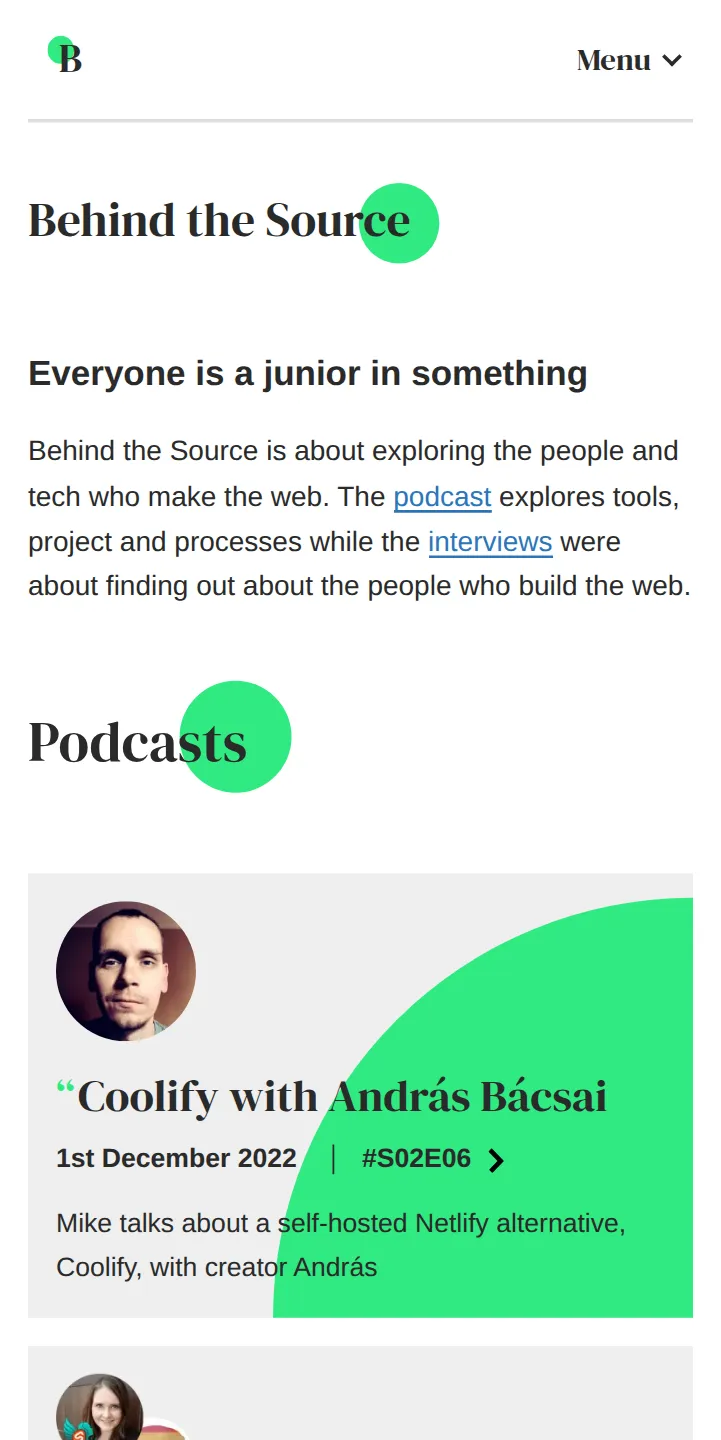 B
Menu
Behind the Source
Everyone is a junior in something
Behind the Source is about exploring the people and
tech who make the web. The podcast explores tools,
project and processes while the interviews were
about finding out about the people who build the web.
Podcasts
“Coolify with András Bácsai
1st December 2022 | #S02E06
Mike talks about a self-hosted Netlify alternative,
Coolify, with creator András